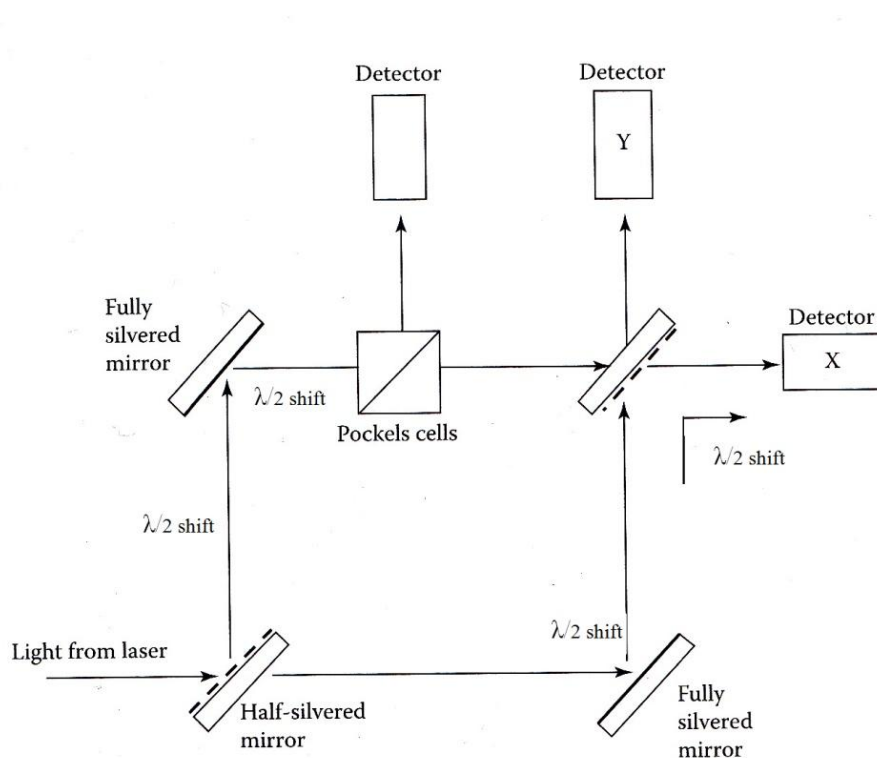 Detector
Detector
Y
Fully
silvered
mirror
Detector
X
λ/2 shift
Pockels cells
λ/2 shift
λ/2 shift
λ/2 shift
Light from laser
Half-silvered
mirror
Fully
silvered
mirror